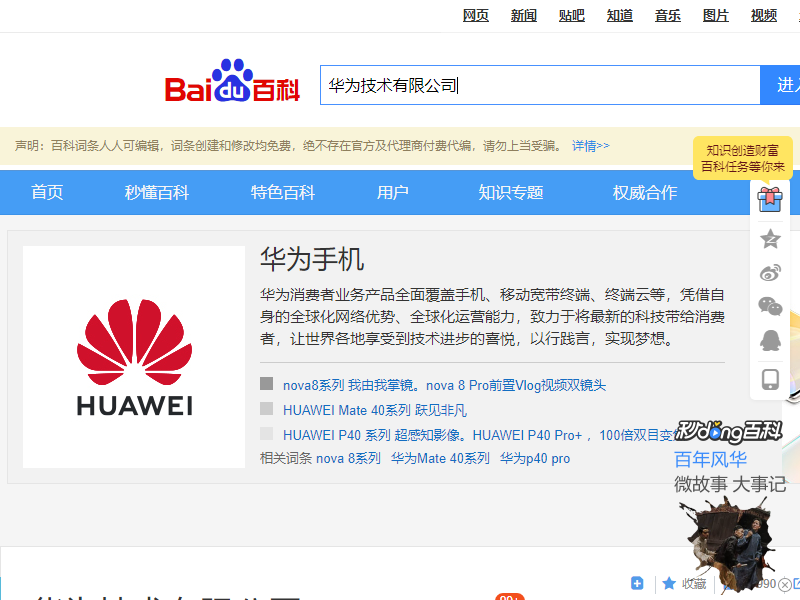 网页 新闻 贴吧 知道 音乐 图片 视频
Bai du 百科
华为技术有限公司
进入
声明：百科词条人人可编辑，词条创建和修改均免费，绝不存在官方及代理商付费代编，请勿上当受骗。 详情>>
知识创造财富
百科任务等你来
首页 秒懂百科 特色百科 用户 知识专题 权威合作
华为手机
华为消费者业务产品全面覆盖手机、移动宽带终端、终端云等，凭借自
身的全球化网络优势、全球化运营能力，致力于将最新的科技带给消费
者，让世界各地享受到技术进步的喜悦，以行践言，实现梦想。
HUAWEI
nova8系列 我由我掌镜。nova 8 Pro前置Vlog视频双镜头
HUAWEI Mate 40系列 跃见非凡
HUAWEI P40 系列 超感知影像。HUAWEI P40 Pro+ ，100倍双目变焦
相关词条 nova 8系列 华为Mate 40系列 华为p40 pro
秒dong百科
百年风华
微故事 大事记
华为技术有限公司
99+
收藏